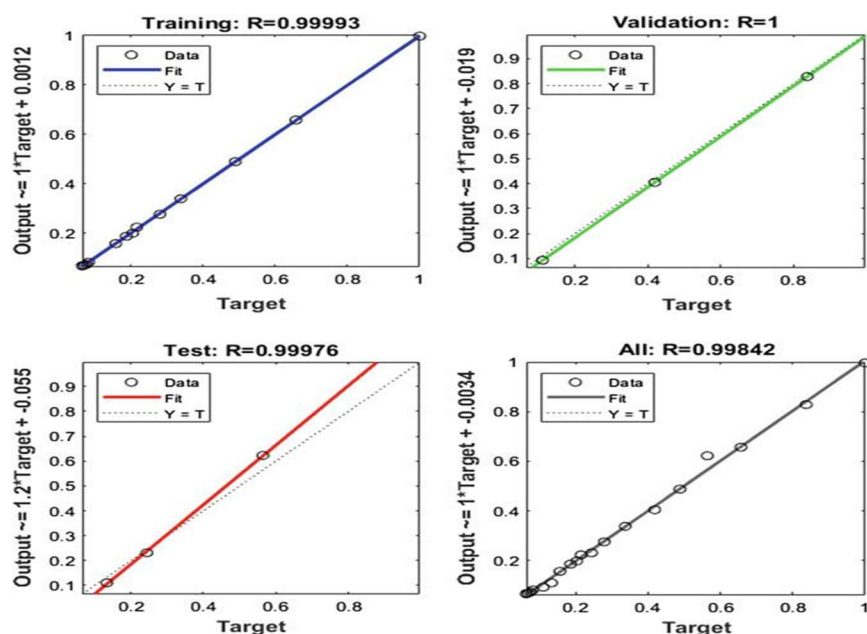 Training: R=0.99993
Output ~= 1*Target + 0.0012
1
0.8
0.6
0.4
0.2
Data
Fit
Y = T
0.2
0.4
0.6
0.8
1
Target
Validation: R=1
Output ~= 1*Target + -0.019
0.9
0.8
0.7
0.6
0.5
0.4
0.3
0.2
0.1
Data
Fit
Y = T
0.2
0.4
0.6
0.8
Target
Test: R=0.99976
Output ~= 1.2*Target + -0.055
0.9
0.8
0.7
0.6
0.5
0.4
0.3
0.2
0.1
Data
Fit
Y = T
0.2
0.4
0.6
0.8
Target
All: R=0.99842
Output ~= 1*Target + -0.0034
1
0.8
0.6
0.4
0.2
Data
Fit
Y = T
0.2
0.4
0.6
0.8
1
Target